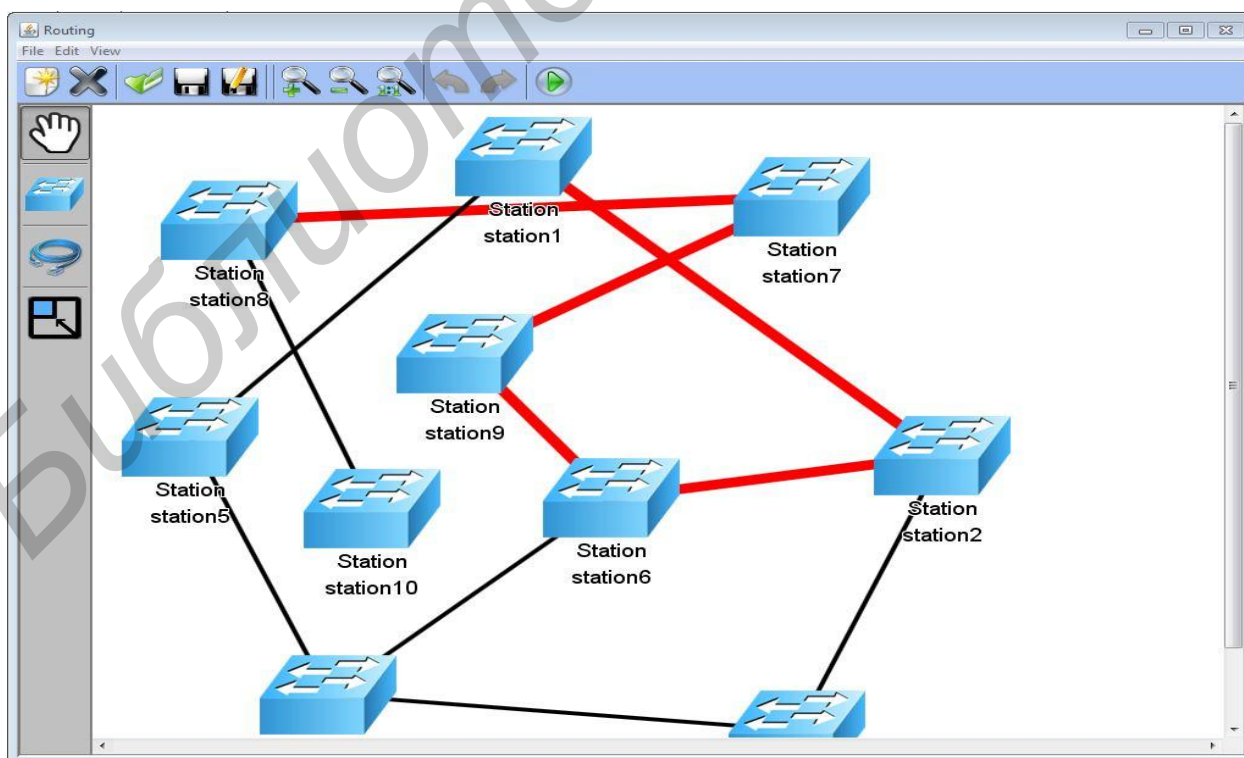 Routing
File Edit View
Station
station1
Station
station7
Station
station8
Station
station9
Station
station5
Station
station10
Station
station6
Station
station2